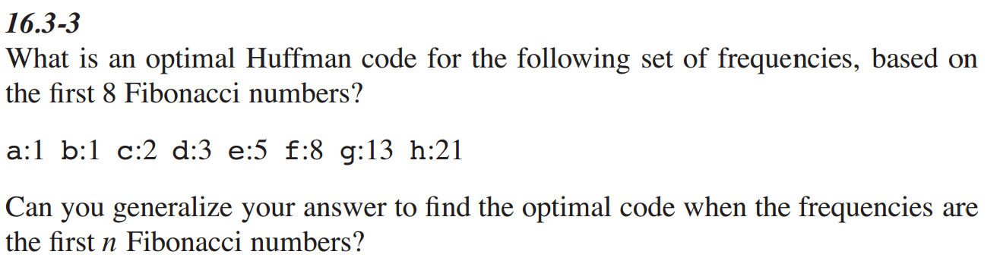 16.3-3
What is an optimal Huffman code for the following set of frequencies, based on
the first 8 Fibonacci numbers?
a:1 b:1 c:2 d:3 e:5 f:8 g:13 h:21
Can you generalize your answer to find the optimal code when the frequencies are
the first n Fibonacci numbers?